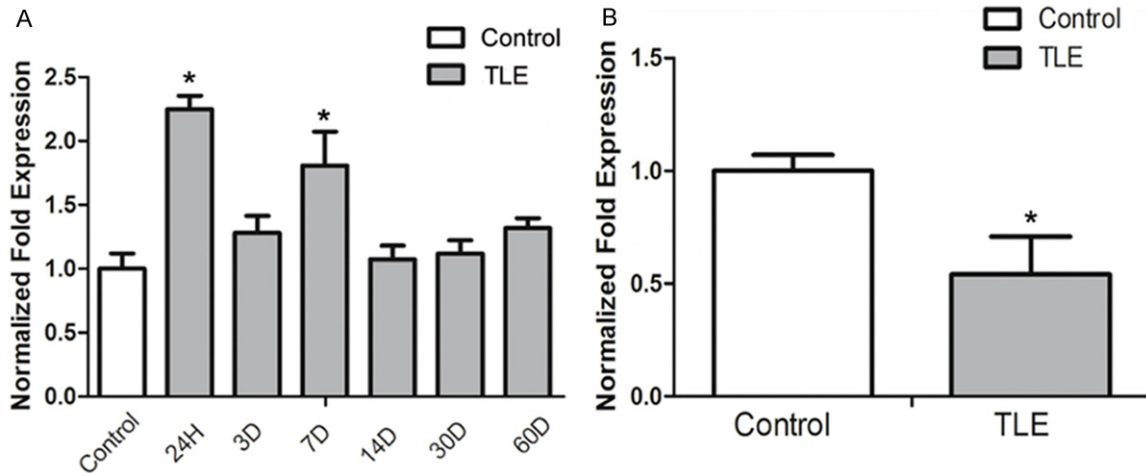 A
Control
TLE
Normalized Fold Expression
2.5
2.0
1.5
1.0
0.5
0.0
*
*
Control
24H
3D
7D
14D
30D
60D
B
Control
TLE
Normalized Fold Expression
1.5
1.0
0.5
0.0
*
Control
TLE